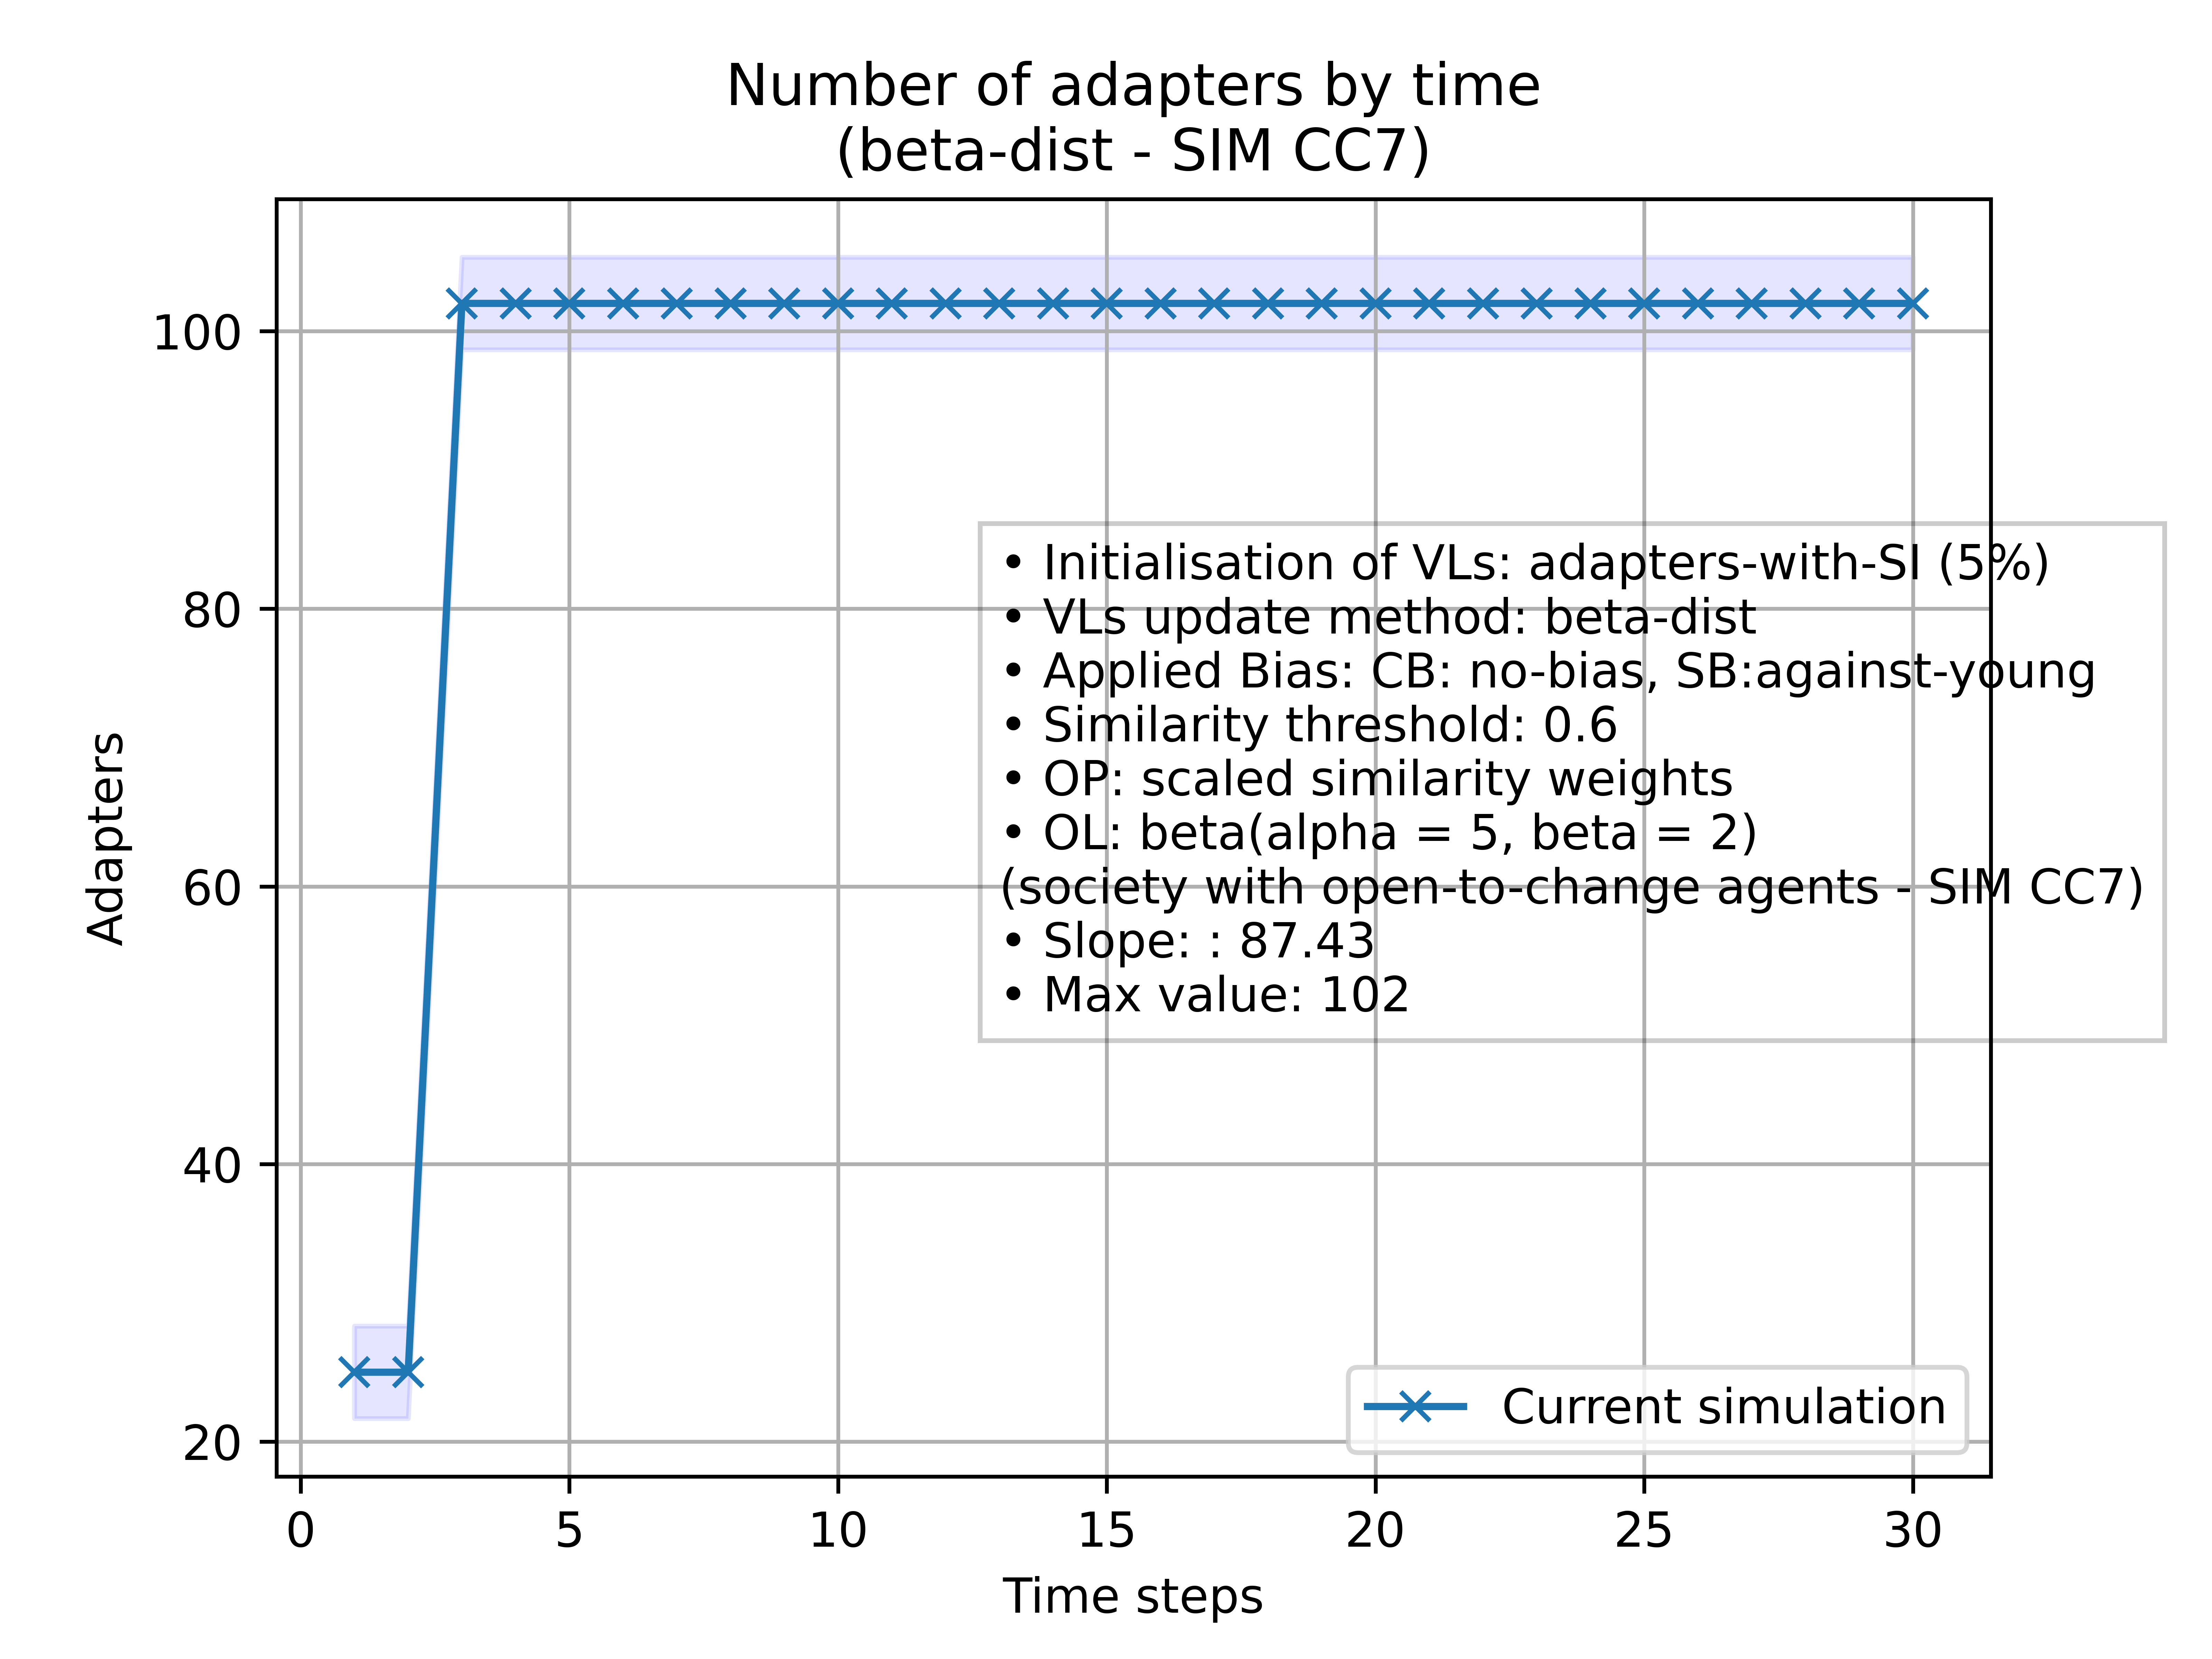 Number of adapters by time
(beta-dist - SIM CC7)
Adapters
100
80
60
40
20
• Initialisation of VLs: adapters-with-SI (5%)
• VLs update method: beta-dist
• Applied Bias: CB: no-bias, SB:against-young
• Similarity threshold: 0.6
• OP: scaled similarity weights
• OL: beta(alpha = 5, beta = 2)
(society with open-to-change agents - SIM CC7)
• Slope: : 87.43
• Max value: 102
Current simulation
0 5 10 15 20 25 30
Time steps